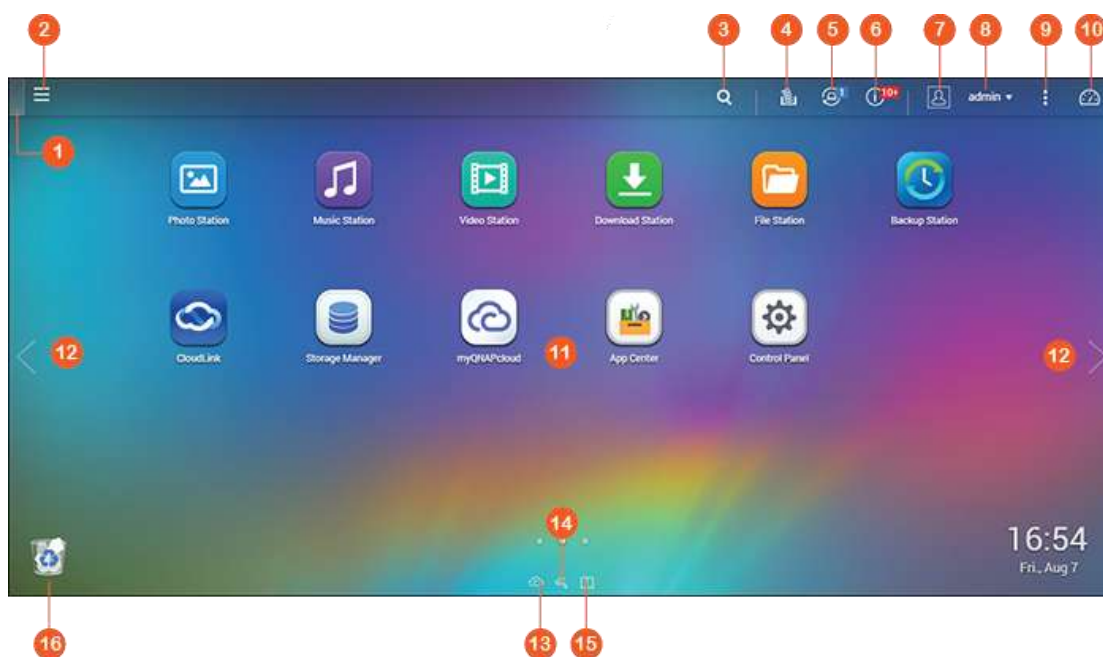 2 3 4 5 6 7 8 9 10
1 10+ admin
1
Photo Station Music Station Video Station Download Station File Station Backup Station
12 11 12
CloudLink Storage Manager myQNAPcloud App Center Control Panel
14
16:54
Fri., Aug 7
16 13 15